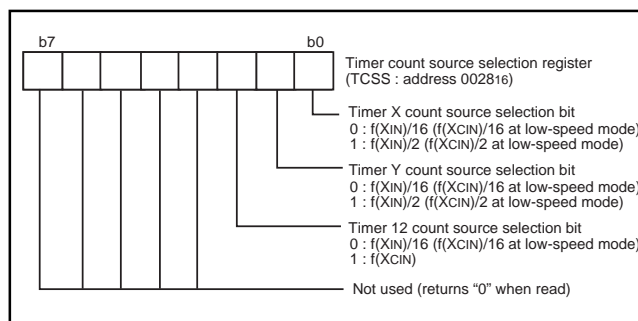 b7 b0
Timer count source selection register
(TCSS : address 002816)
Timer X count source selection bit
0 : f(XIN)/16 (f(XCIN)/16 at low-speed mode)
1 : f(XIN)/2 (f(XCIN)/2 at low-speed mode)
Timer Y count source selection bit
0 : f(XIN)/16 (f(XCIN)/16 at low-speed mode)
1 : f(XIN)/2 (f(XCIN)/2 at low-speed mode)
Timer 12 count source selection bit
0 : f(XIN)/16 (f(XCIN)/16 at low-speed mode)
1 : f(XCIN)
Not used (returns “0” when read)